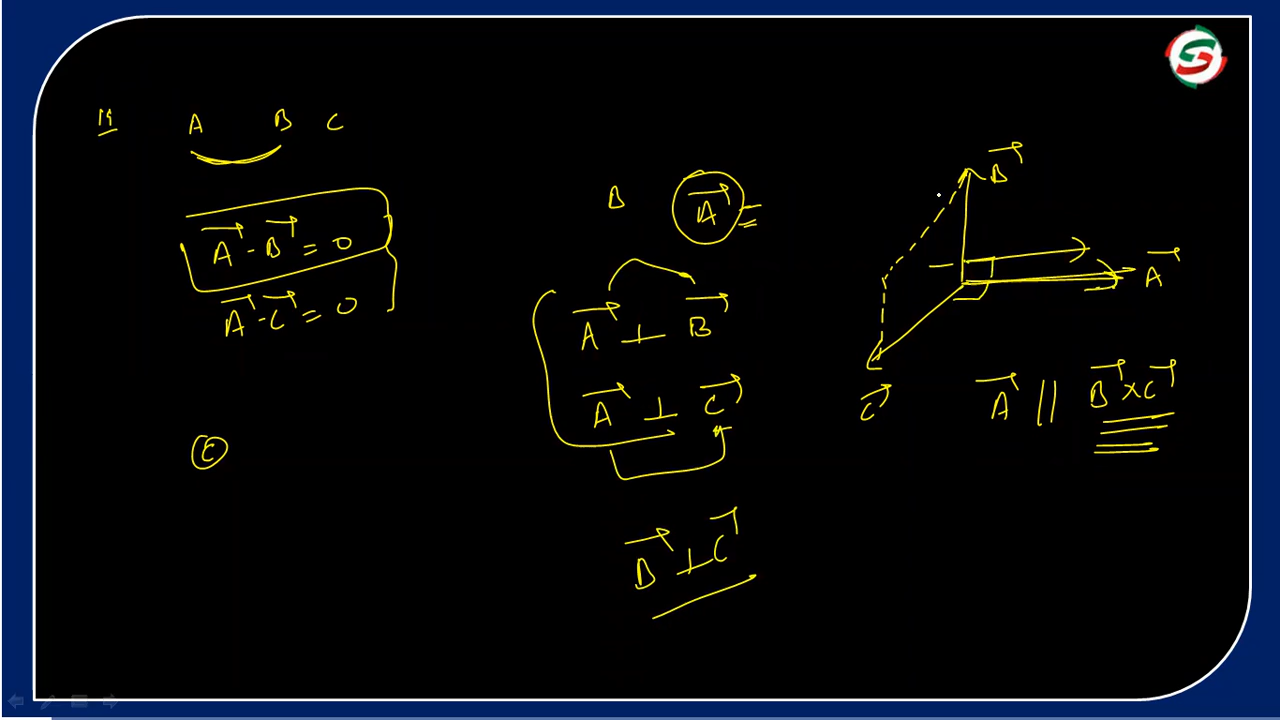 14 A B C
A⃗ · B⃗ = 0
A⃗ · C⃗ = 0
C
B A⃗ =
A⃗ ⊥ B⃗
A⃗ ⊥ C⃗
B⃗ ⊥ C⃗
B⃗
A⃗
C⃗
A⃗ || B⃗ × C⃗